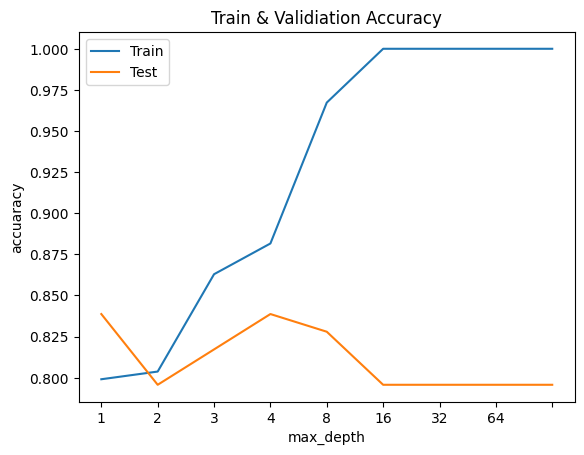 Train & Validiation Accuracy
Train
Test
accuaracy
1.000
0.975
0.950
0.925
0.900
0.875
0.850
0.825
0.800
1 2 3 4 8 16 32 64
max_depth